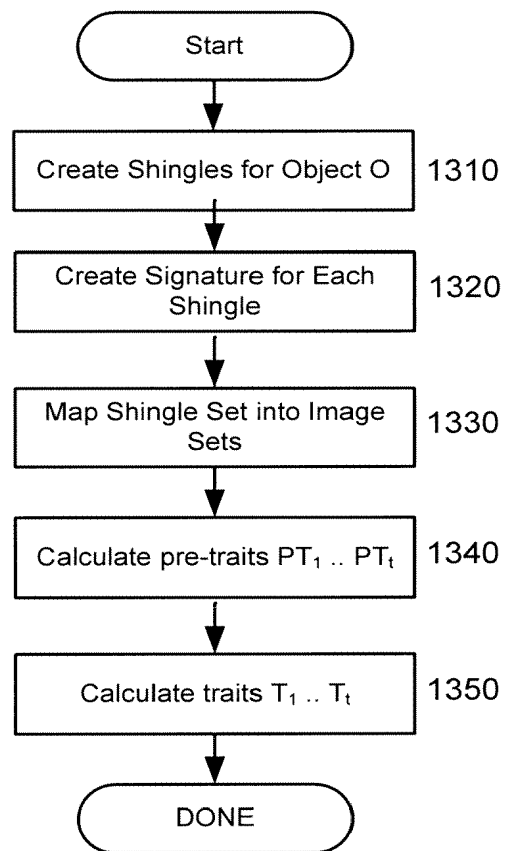 Start
Create Shingles for Object O
1310
Create Signature for Each
Shingle
1320
Map Shingle Set into Image
Sets
1330
Calculate pre-traits PT₁ .. PTₜ
1340
Calculate traits T₁ .. Tₜ
1350
DONE